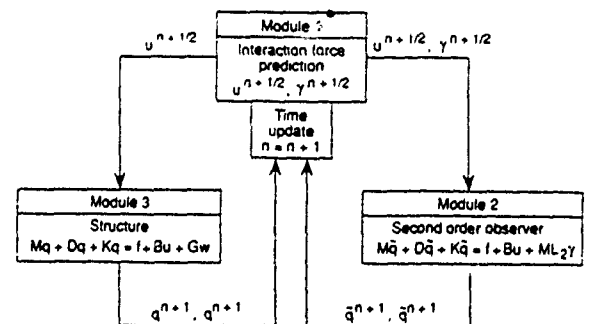 Module
Interaction force
prediction
u^{n + 1/2}, γ^{n + 1/2}
Time
update
n = n + 1
u^{n + 1/2}
u^{n + 1/2}, γ^{n + 1/2}
Module 3
Structure
Mq + Dq + Kq = f + Bu + Gw
Module 2
Second order observer
Mq̃ + Dq̃ + Kq̃ = f + Bu + ML₂γ
q^{n + 1}, q^{n + 1}
q̃^{n + 1}, q̃^{n + 1}